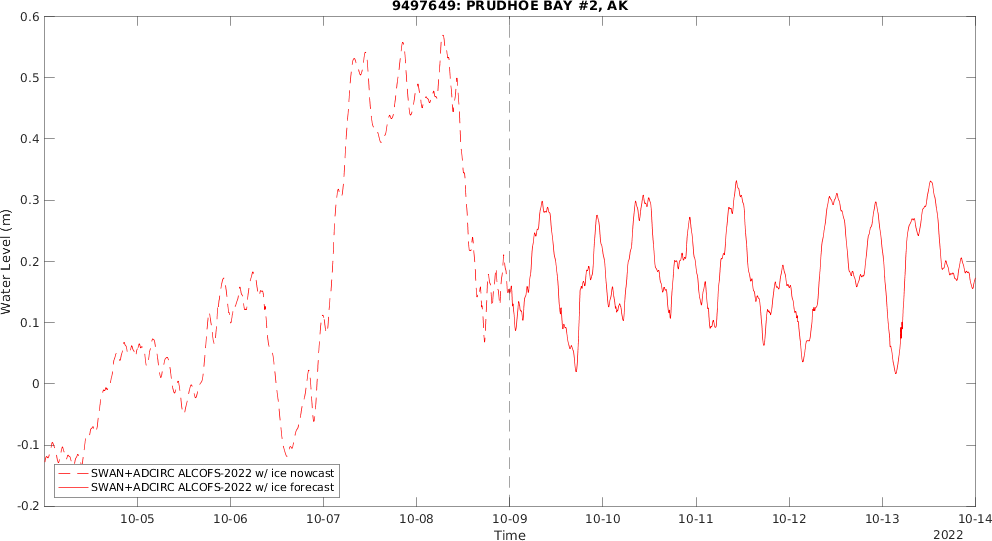 9497649: PRUDHOE BAY #2, AK
0.6
0.5
0.4
0.3
0.2
0.1
0
-0.1
-0.2
Water Level (m)
SWAN+ADCIRC ALCOFS-2022 w/ ice nowcast
SWAN+ADCIRC ALCOFS-2022 w/ ice forecast
10-05 10-06 10-07 10-08 10-09 10-10 10-11 10-12 10-13 10-14
Time
2022